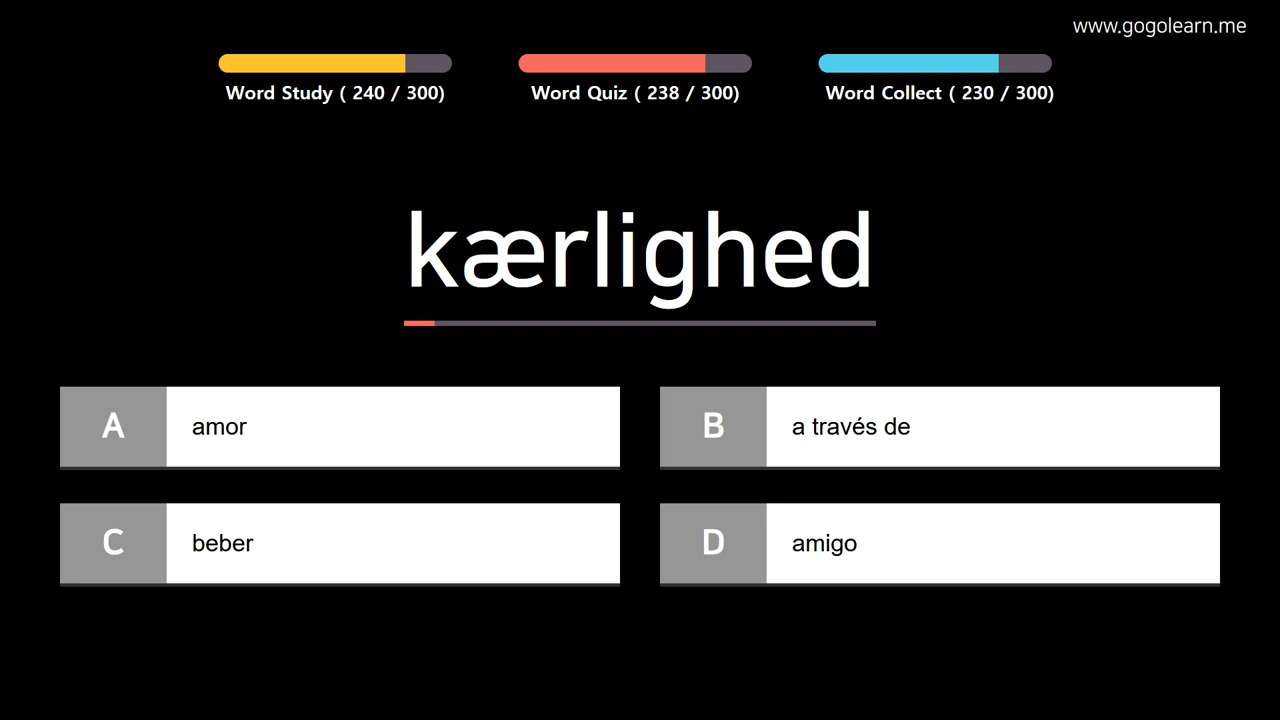 www.gogolearn.me
Word Study ( 240 / 300)
Word Quiz ( 238 / 300)
Word Collect ( 230 / 300)
kærlighed
A amor
B a través de
C beber
D amigo